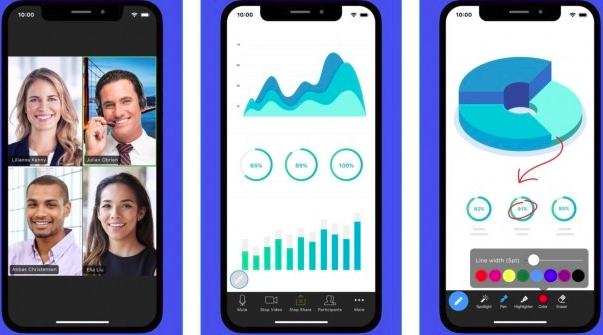 10:00
Lilianna Kenny
Julian Obrien
Abbas Christensen
Ella Liu
10:00
65%
89%
100%
Mute
Stop Video
Stop Share
Participants
More
10:00
92%
91%
85%
Line width (5pt)
Spotlight
Pen
Highlighter
Color
Eraser